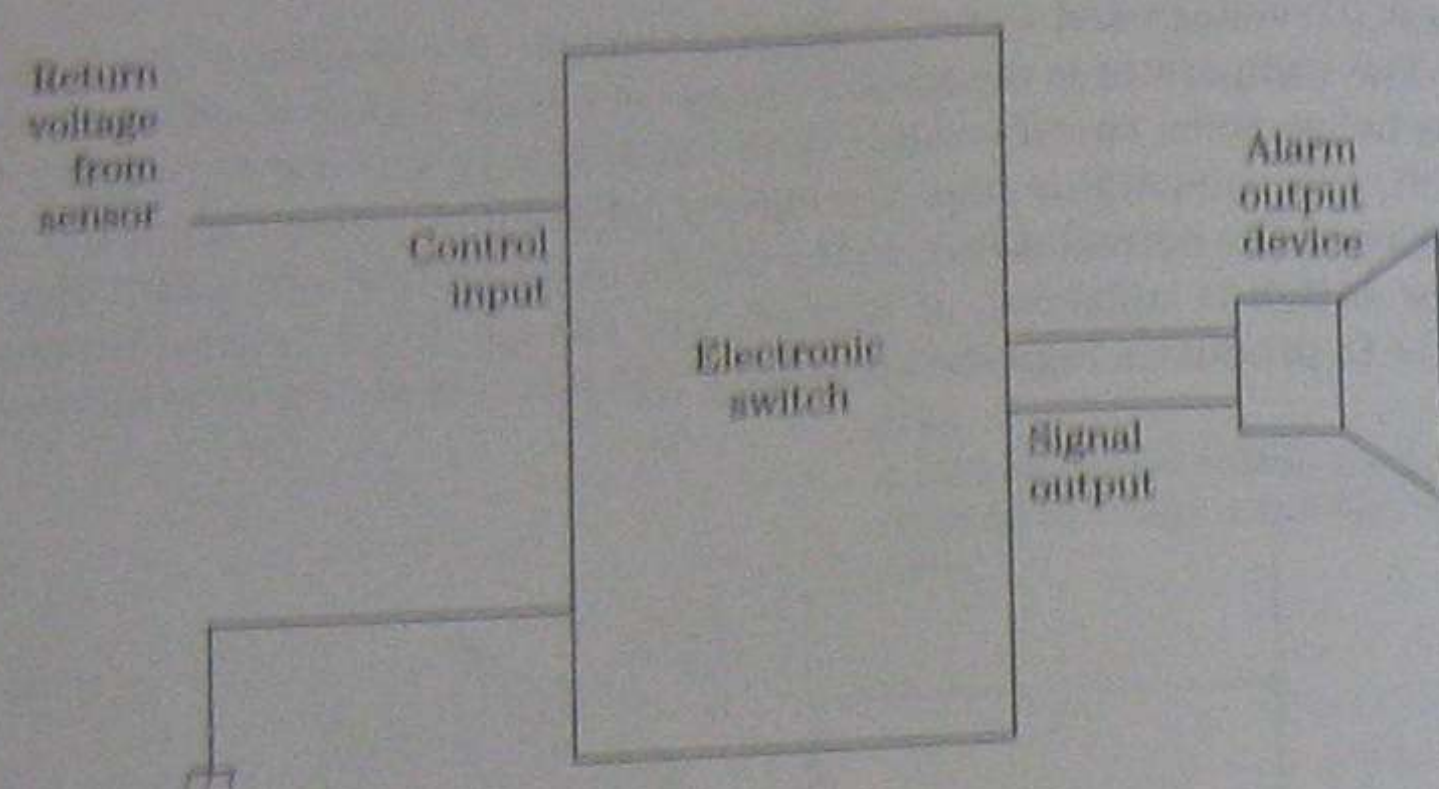 Return
voltage
from
sensor
Control
input
Electronic
switch
Alarm
output
device
Signal
output